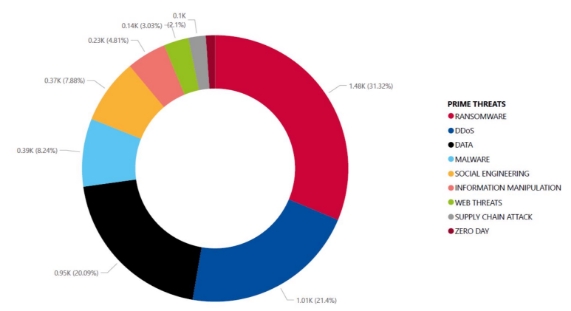 0.1K
(2.1%)
0.14K (3.03%)
0.23K (4.81%)
0.37K (7.88%)
0.39K (8.24%)
0.95K (20.09%)
1.01K (21.4%)
1.48K (31.32%)
PRIME THREATS
RANSOMWARE
DDoS
DATA
MALWARE
SOCIAL ENGINEERING
INFORMATION MANIPULATION
WEB THREATS
SUPPLY CHAIN ATTACK
ZERO DAY